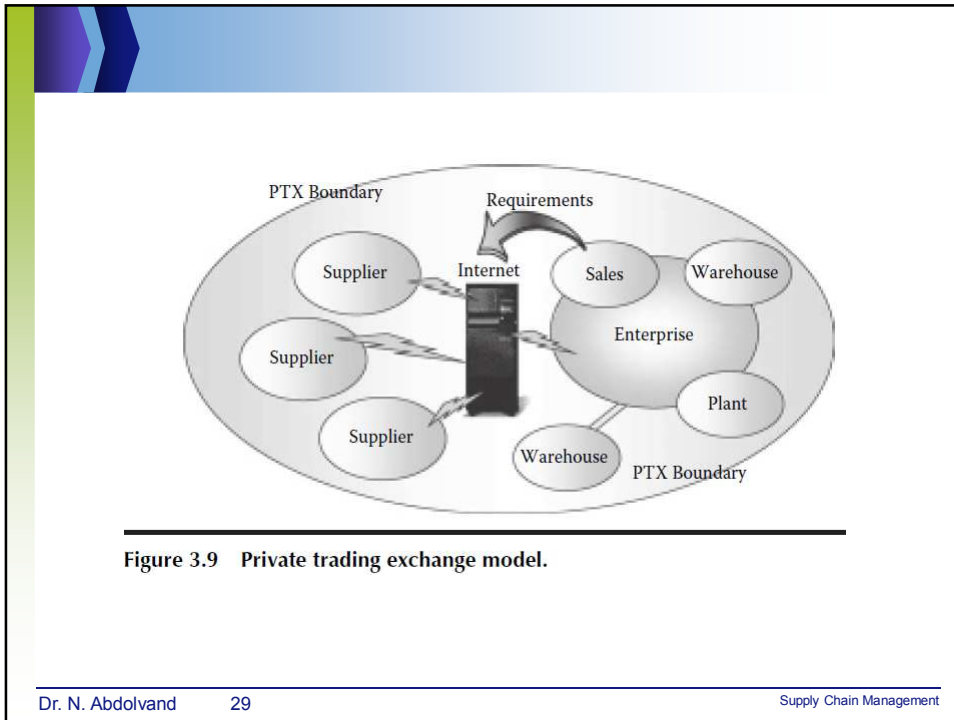 PTX Boundary
Requirements
Supplier
Internet
Sales
Warehouse
Supplier
Enterprise
Supplier
Plant
Warehouse
PTX Boundary
Figure 3.9 Private trading exchange model.
Dr. N. Abdolvand 29 Supply Chain Management